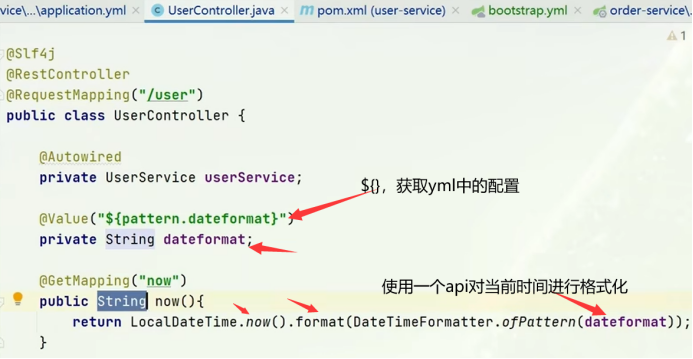 vice\...\application.yml × UserController.java × pom.xml (user-service) × bootstrap.yml × order-service\...
1
@Slf4j
@RestController
@RequestMapping("/user")
public class UserController {
@Autowired
private UserService userService;
${}，获取yml中的配置
@Value("${pattern.dateformat}")
private String dateformat;
@GetMapping("now")
使用一个api对当前时间进行格式化
public String now(){
return LocalDateTime.now().format(DateTimeFormatter.ofPattern(dateformat));
}